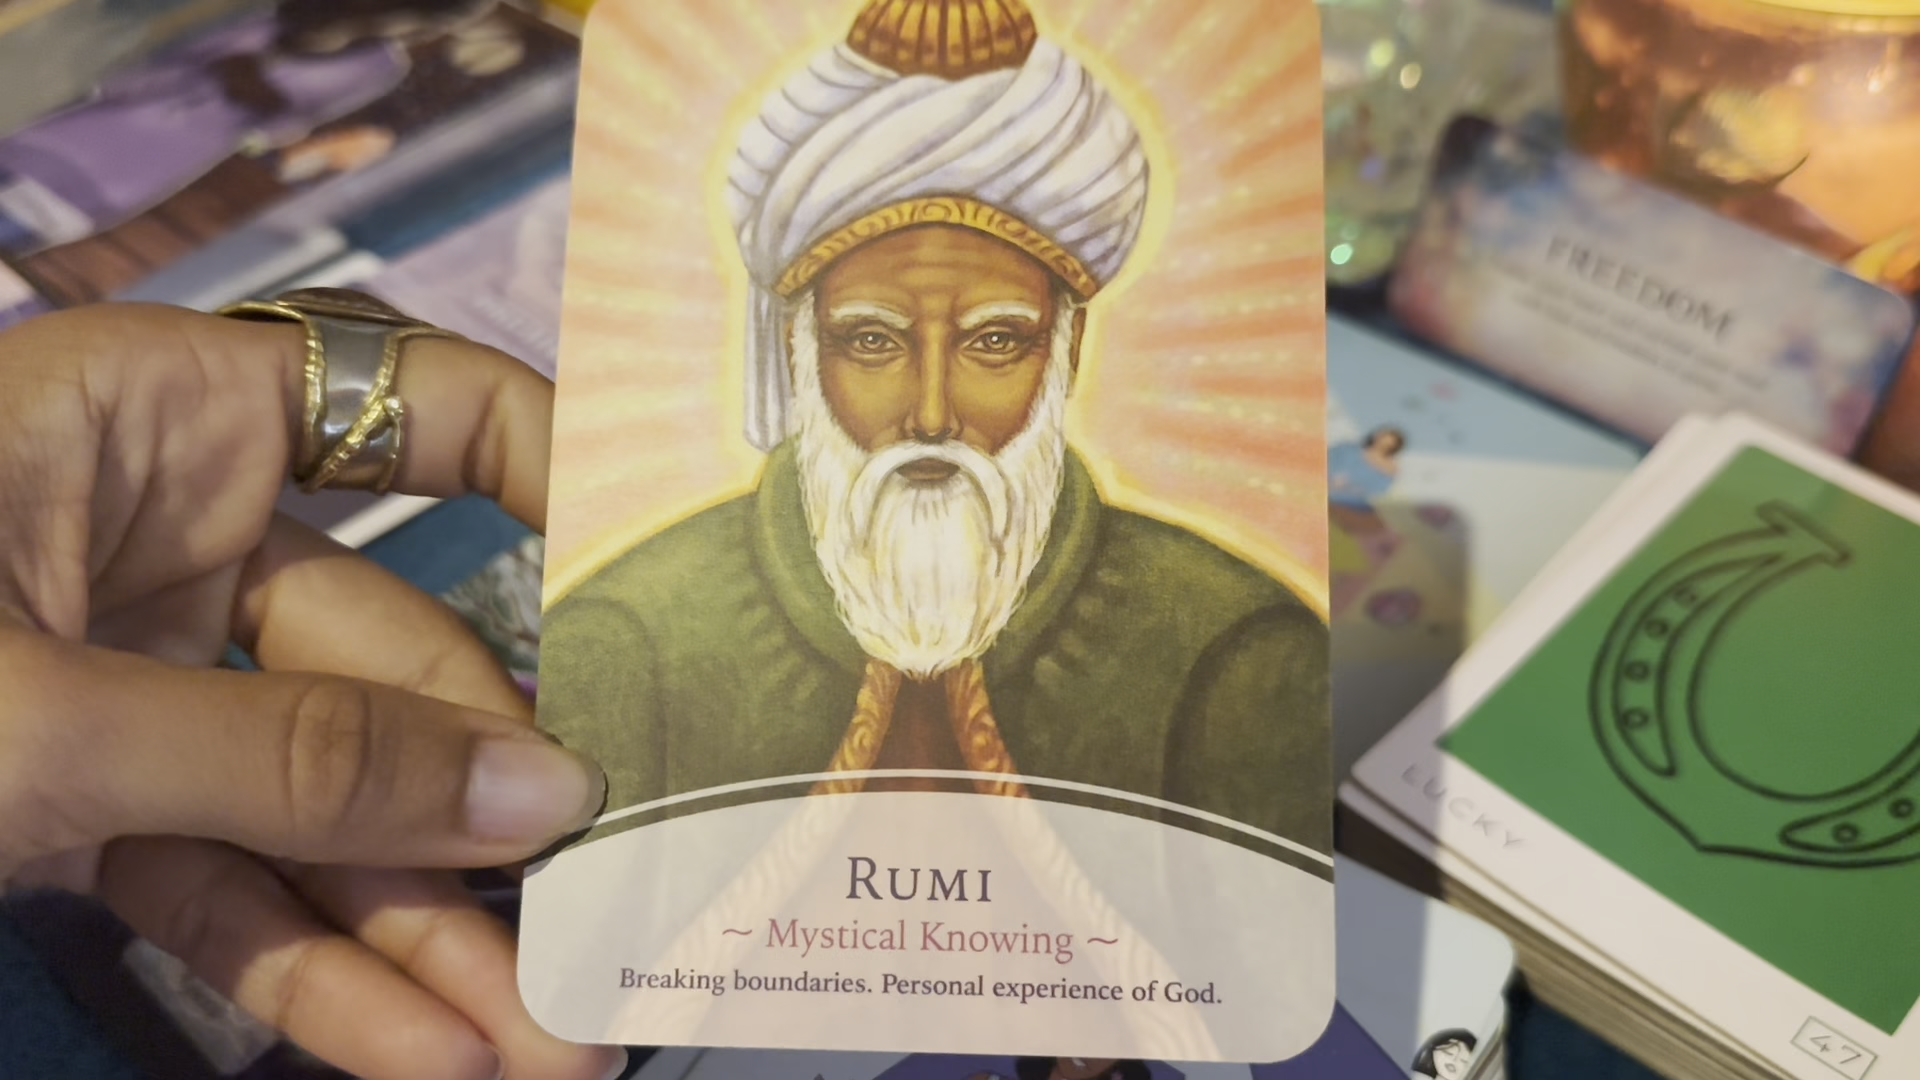 RUMI
~ Mystical Knowing ~
Breaking boundaries. Personal experience of God.
FREEDOM
LUCKY
47